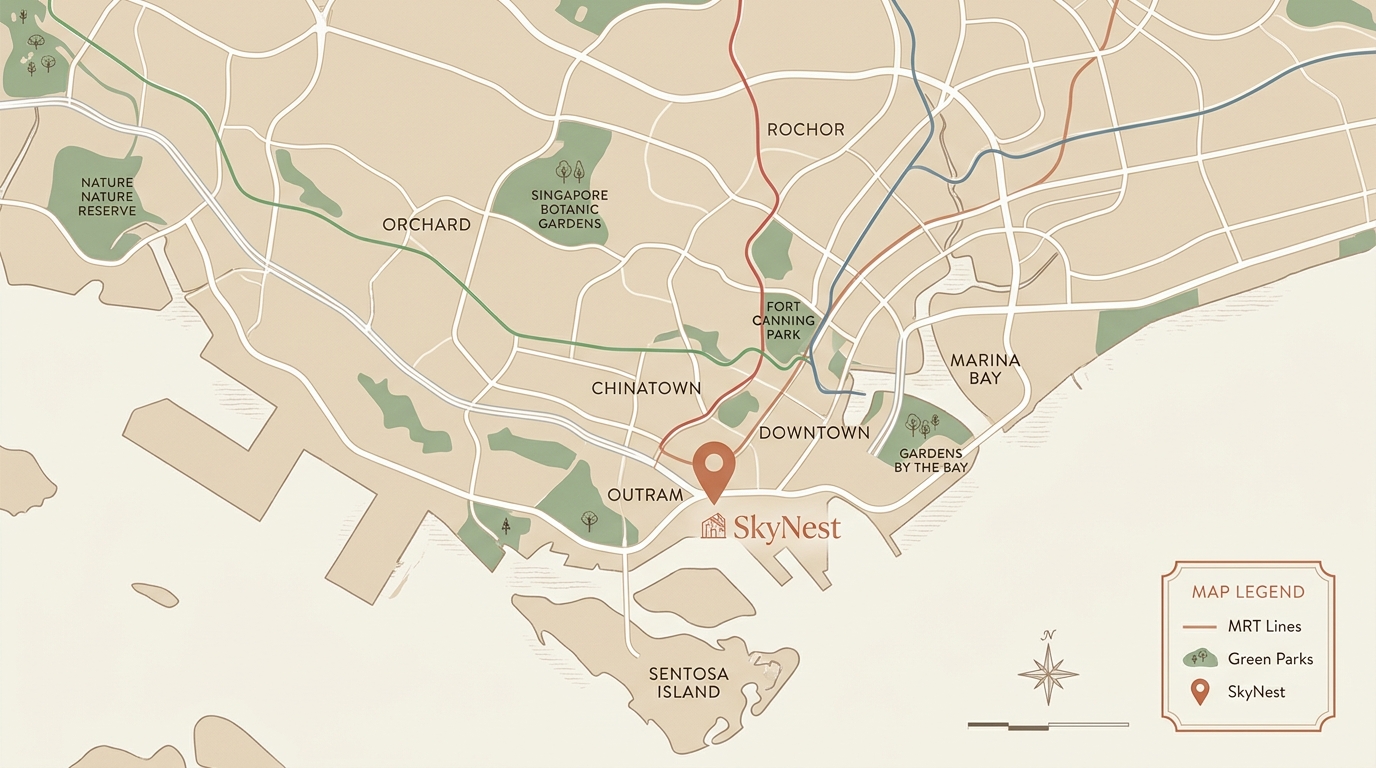 ROCHOR
NATURE
NATURE
RESERVE
SINGAPORE
BOTANIC
GARDENS
ORCHARD
FORT
CANNING
PARK
MARINA
BAY
CHINATOWN
DOWNTOWN
GARDENS
BY THE BAY
OUTRAM
SkyNest
SENTOSA
ISLAND
N
MAP LEGEND
MRT Lines
Green Parks
SkyNest